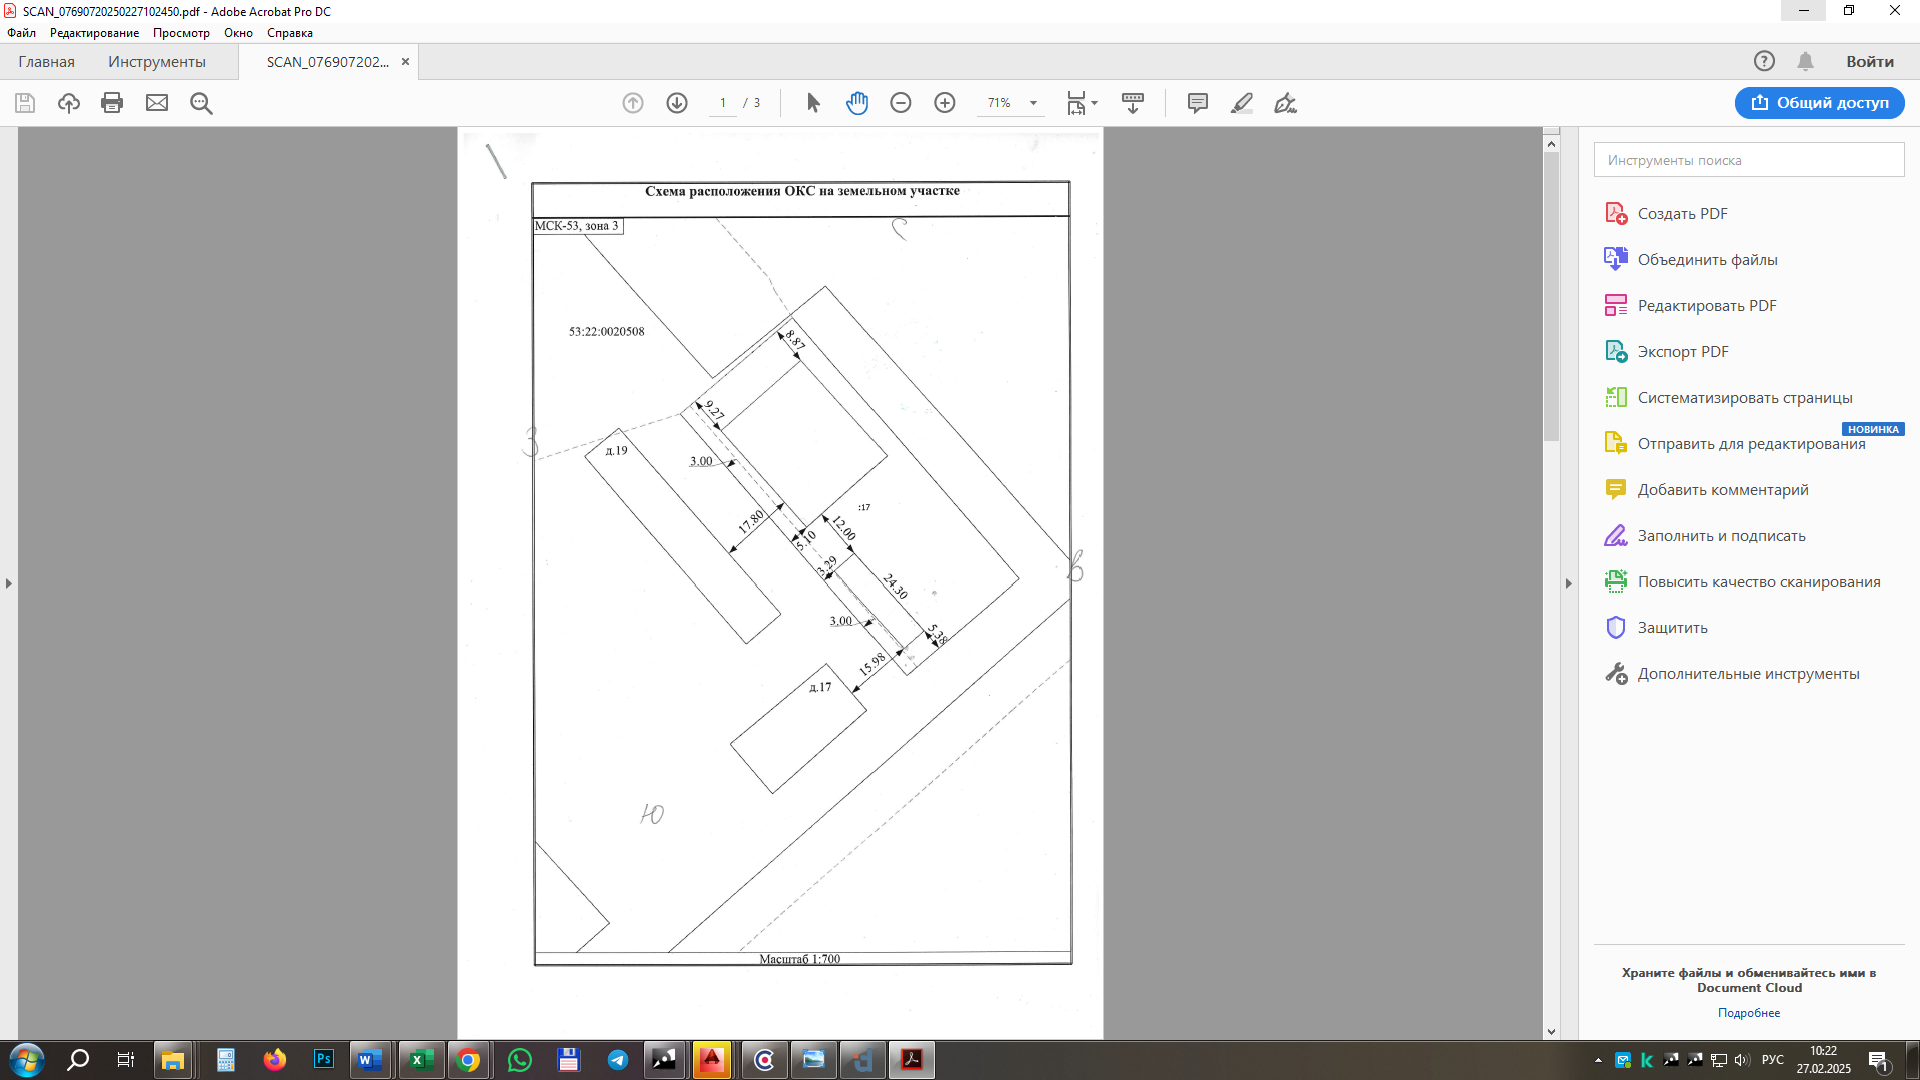 SCAN_07690720250227102450.pdf - Adobe Acrobat Pro DC
Файл Редактирование Просмотр Окно Справка
Главная Инструменты SCAN_076907202... × Войти
1 / 3 71% Общий доступ
Схема расположения ОКС на земельном участке
МСК-53, зона 3
С
53:22:0020508
8.87
9.27
З
д.19
3.00
:17
17.80
12.00
5.10
3.29
В
24.30
3.00
5.38
15.98
д.17
Ю
Масштаб 1:700
Инструменты поиска
Создать PDF
Объединить файлы
Редактировать PDF
Экспорт PDF
Систематизировать страницы
НОВИНКА
Отправить для редактирования
Добавить комментарий
Заполнить и подписать
Повысить качество сканирования
Защитить
Дополнительные инструменты
Храните файлы и обменивайтесь ими в
Document Cloud
Подробнее
РУС
10:22
27.02.2025
1